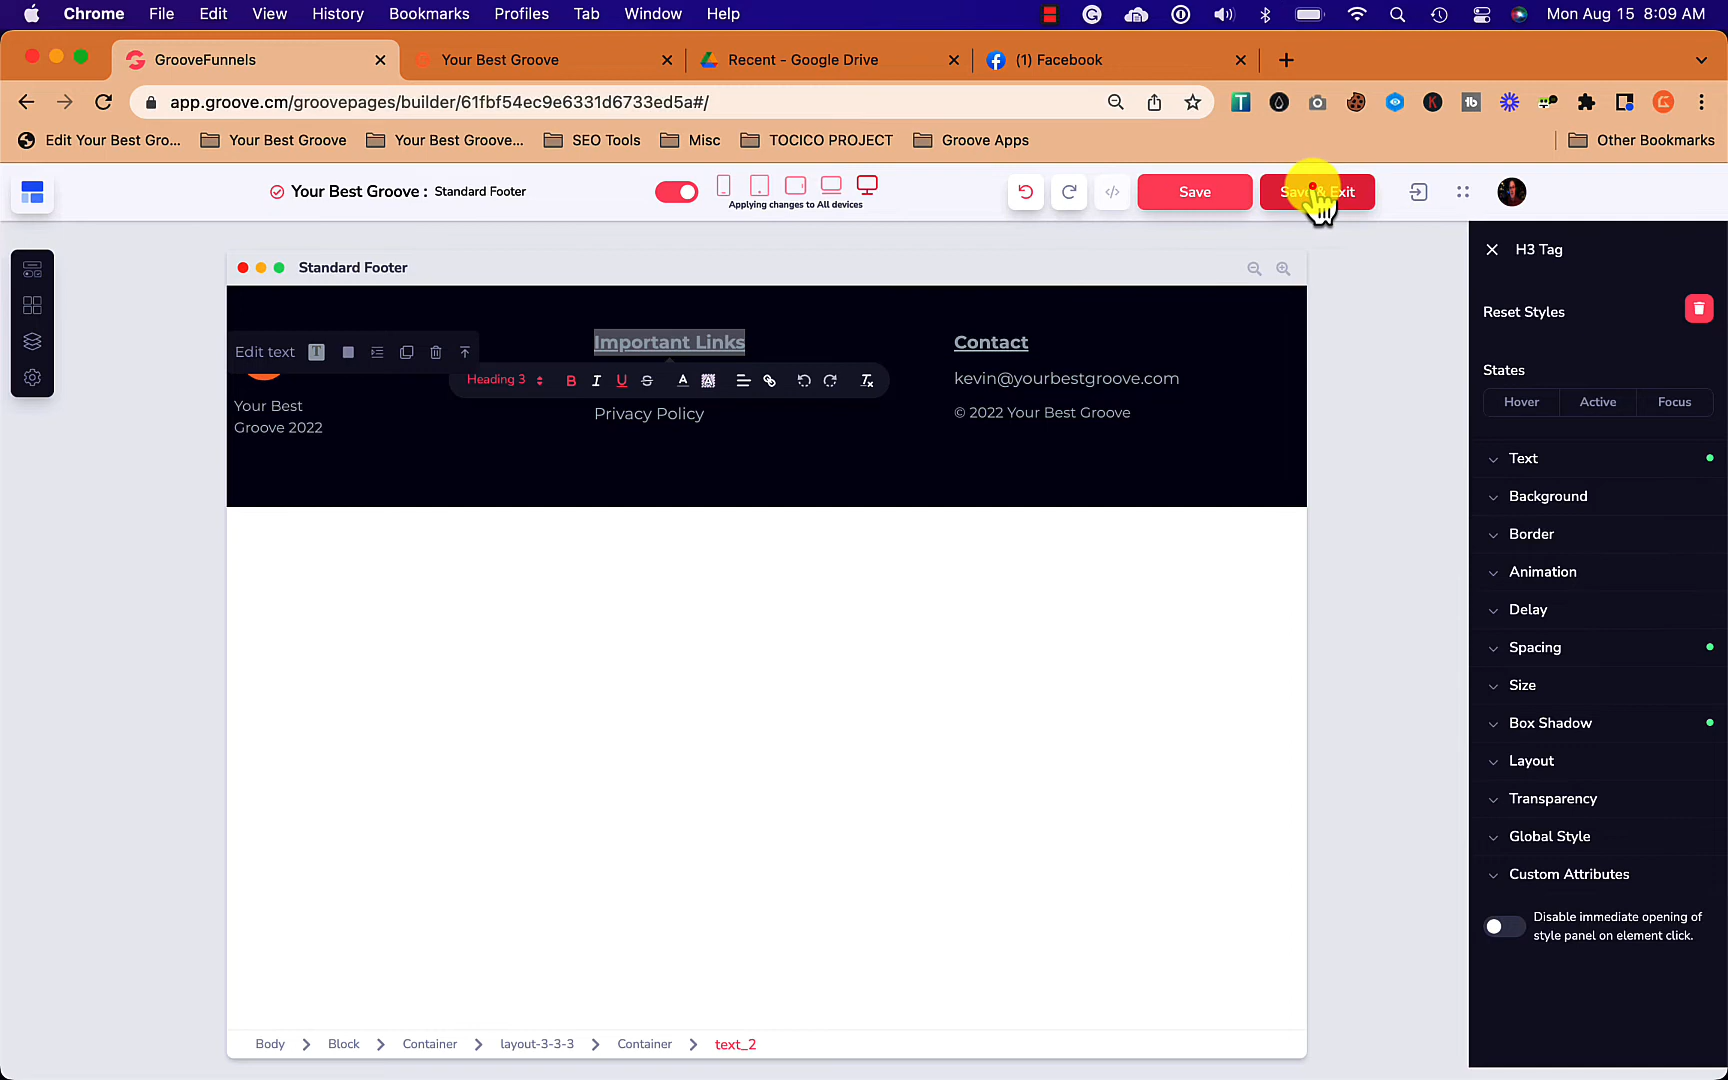 Chrome File Edit View History Bookmarks Profiles Tab Window Help Mon Aug 15 8:09 AM
GrooveFunnels Your Best Groove Recent - Google Drive (1) Facebook
app.groove.cm/groovepages/builder/61fbf54ec9e6331d6733ed5a#/
Edit Your Best Gro... Your Best Groove Your Best Groove... SEO Tools Misc TOCICO PROJECT Groove Apps Other Bookmarks
Your Best Groove : Standard Footer
Applying changes to All devices
Save
Save & Exit
Standard Footer
H3 Tag
Reset Styles
Edit text
Important Links
Contact
Heading 3
kevin@yourbestgroove.com
Your Best
Groove 2022
Privacy Policy
© 2022 Your Best Groove
States
Hover Active Focus
Text
Background
Border
Animation
Delay
Spacing
Size
Box Shadow
Layout
Transparency
Global Style
Custom Attributes
Disable immediate opening of
style panel on element click.
Body Block Container layout-3-3-3 Container text_2